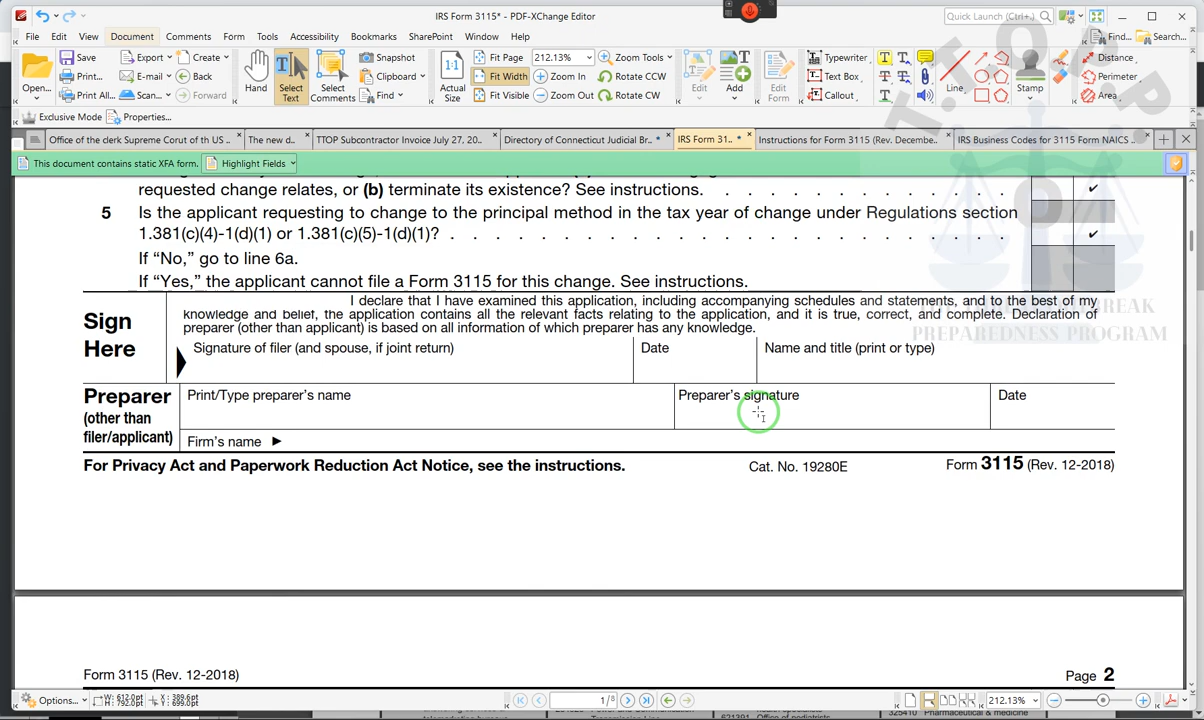 IRS Form 3115* - PDF-XChange Editor
Quick Launch (Ctrl+.)
File Edit View Document Comments Form Tools Accessibility Bookmarks SharePoint Window Help
Find... Search...
Open...
Save Export Create
Print... E-mail Back
Print All... Scan... Forward
Hand
Select Text
Select Comments
Snapshot
Clipboard
Find
Actual Size
Fit Page 212.13% Zoom Tools
Fit Width Zoom In Rotate CCW
Fit Visible Zoom Out Rotate CW
Edit
Add
Edit Form
Typewriter
Text Box
Callout
Line
Stamp
Distance
Perimeter
Area
Exclusive Mode Properties...
Office of the clerk Supreme Corut of th US ..
The new d...
TTOP Subcontractor Invoice July 27, 20..
Directory of Connecticut Judicial Br... *
IRS Form 31... *
Instructions for Form 3115 (Rev. Decembe...
IRS Business Codes for 3115 Form NAICS
This document contains static XFA form. Highlight Fields
requested change relates, or (b) terminate its existence? See instructions.
5 Is the applicant requesting to change to the principal method in the tax year of change under Regulations section
1.381(c)(4)-1(d)(1) or 1.381(c)(5)-1(d)(1)?
If “No,” go to line 6a.
If “Yes,” the applicant cannot file a Form 3115 for this change. See instructions.
Sign Here
I declare that I have examined this application, including accompanying schedules and statements, and to the best of my
knowledge and belief, the application contains all the relevant facts relating to the application, and it is true, correct, and complete. Declaration of
preparer (other than applicant) is based on all information of which preparer has any knowledge.
Signature of filer (and spouse, if joint return) Date Name and title (print or type)
Preparer (other than filer/applicant)
Print/Type preparer’s name Preparer’s signature Date
Firm’s name
For Privacy Act and Paperwork Reduction Act Notice, see the instructions. Cat. No. 19280E Form 3115 (Rev. 12-2018)
T.T.O.P
BREAK
PREPAREDNESS PROGRAM
Form 3115 (Rev. 12-2018) Page 2
Options... W: 612.0pt H: 792.0pt X: 389.6pt Y: 699.0pt 1/8 212.13%